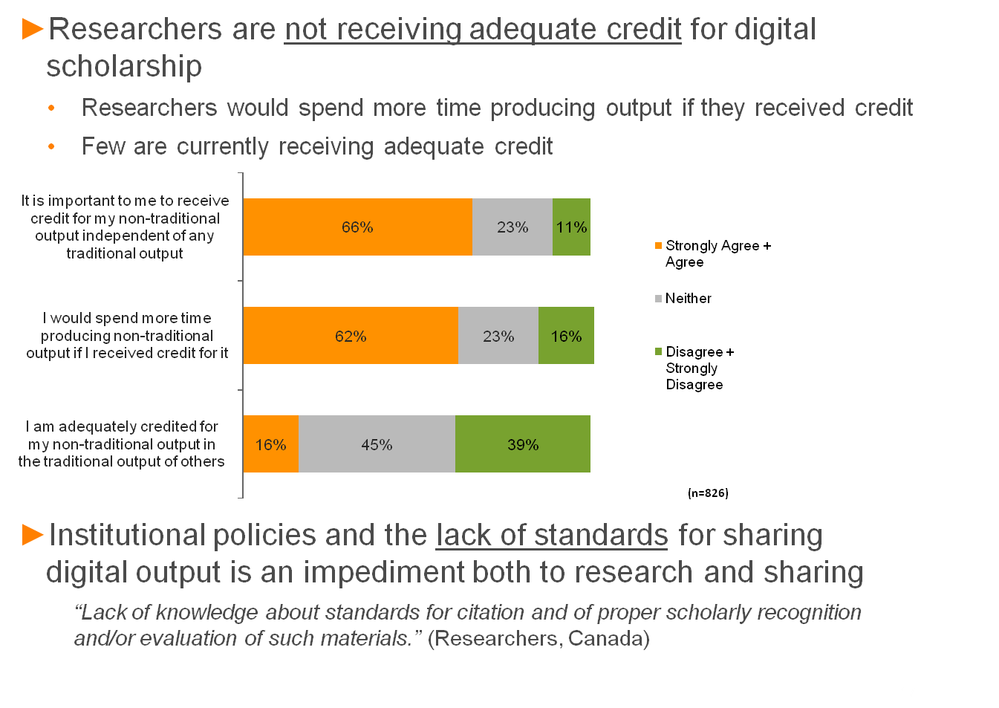 ►Researchers are not receiving adequate credit for digital
scholarship
• Researchers would spend more time producing output if they received credit
• Few are currently receiving adequate credit
It is important to me to receive
credit for my non-traditional
output independent of any
traditional output
66% 23% 11%
I would spend more time
producing non-traditional
output if I received credit for it
62% 23% 16%
I am adequately credited for
my non-traditional output in
the traditional output of others
16% 45% 39%
Strongly Agree +
Agree
Neither
Disagree +
Strongly
Disagree
(n=826)
►Institutional policies and the lack of standards for sharing
digital output is an impediment both to research and sharing
“Lack of knowledge about standards for citation and of proper scholarly recognition
and/or evaluation of such materials.” (Researchers, Canada)